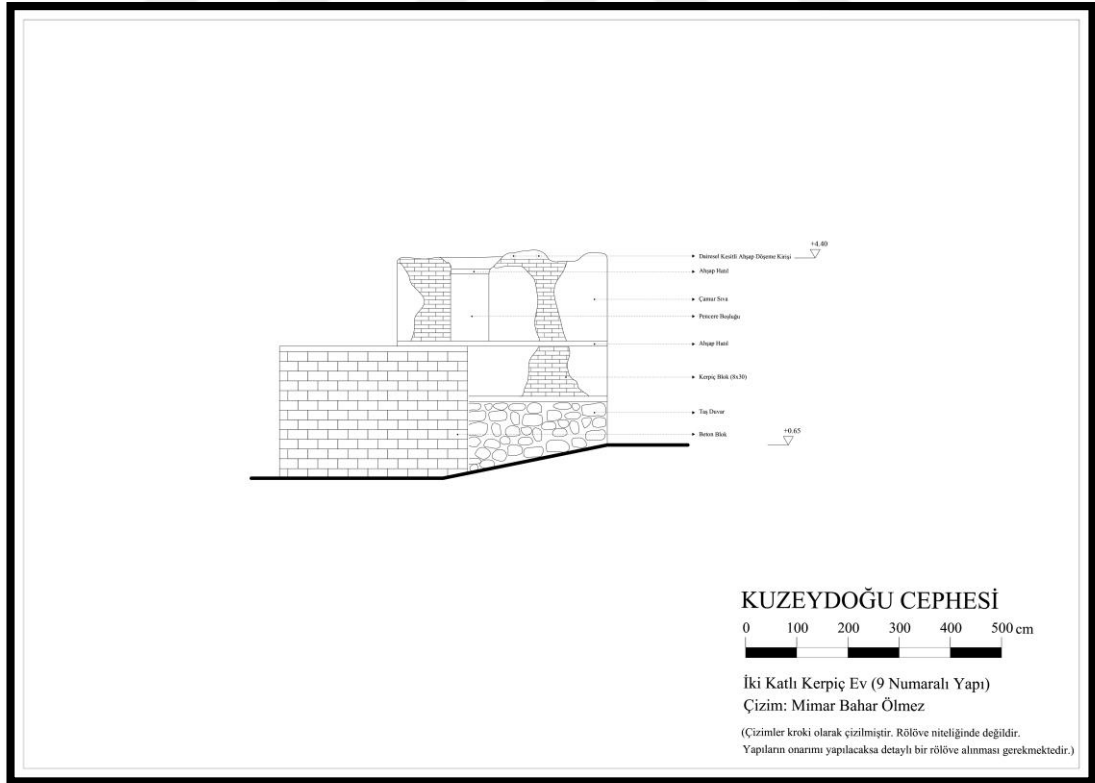 +4.40
Dairesel Kesitli Ahşap Döşeme Kirişi
Ahşap Hatıl
Çamur Sıva
Pencere Boşluğu
Ahşap Hatıl
Kerpiç Blok (8x30)
Taş Duvar
Beton Blok
+0.65
KUZEYDOĞU CEPHESİ
0 100 200 300 400 500 cm
İki Katlı Kerpiç Ev (9 Numaralı Yapı)
Çizim: Mimar Bahar Ölmez
(Çizimler kroki olarak çizilmiştir. Rölöve niteliğinde değildir.
Yapıların onarımı yapılacaksa detaylı bir rölöve alınması gerekmektedir.)